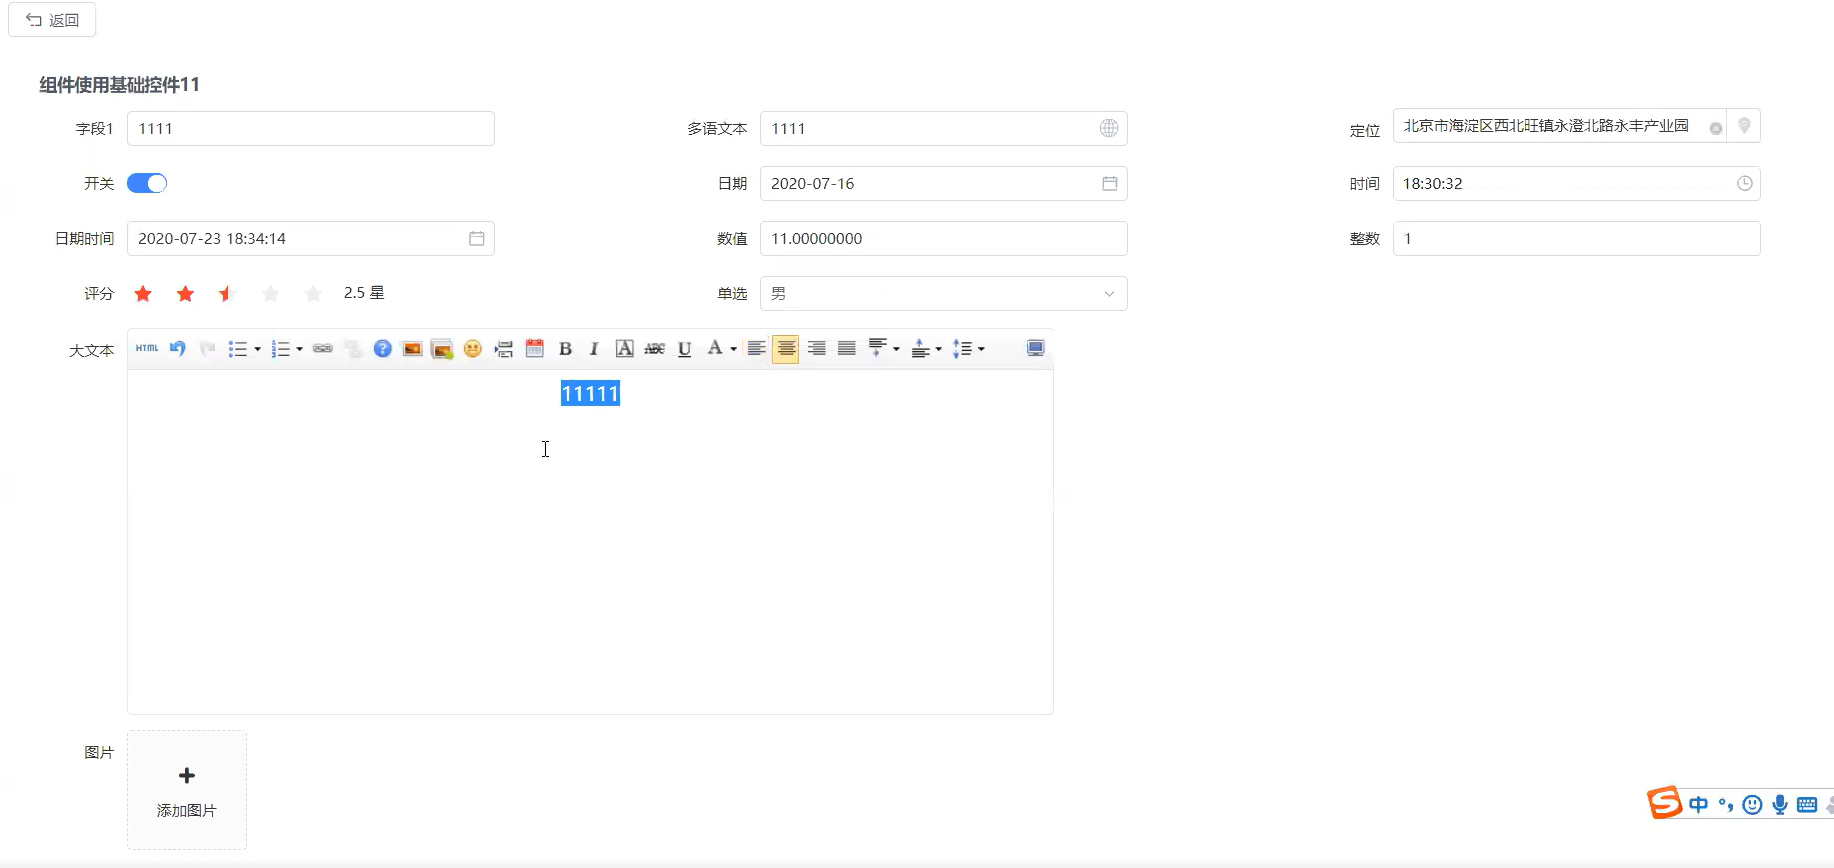 返回
组件使用基础控件11
字段1 1111 多语文本 1111 定位 北京市海淀区西北旺镇永澄北路永丰产业园
开关 日期 2020-07-16 时间 18:30:32
日期时间 2020-07-23 18:34:14 数值 11.00000000 整数 1
评分 2.5 星 单选 男
大文本 HTML B I A ABC U A
11111
图片
添加图片
S 中